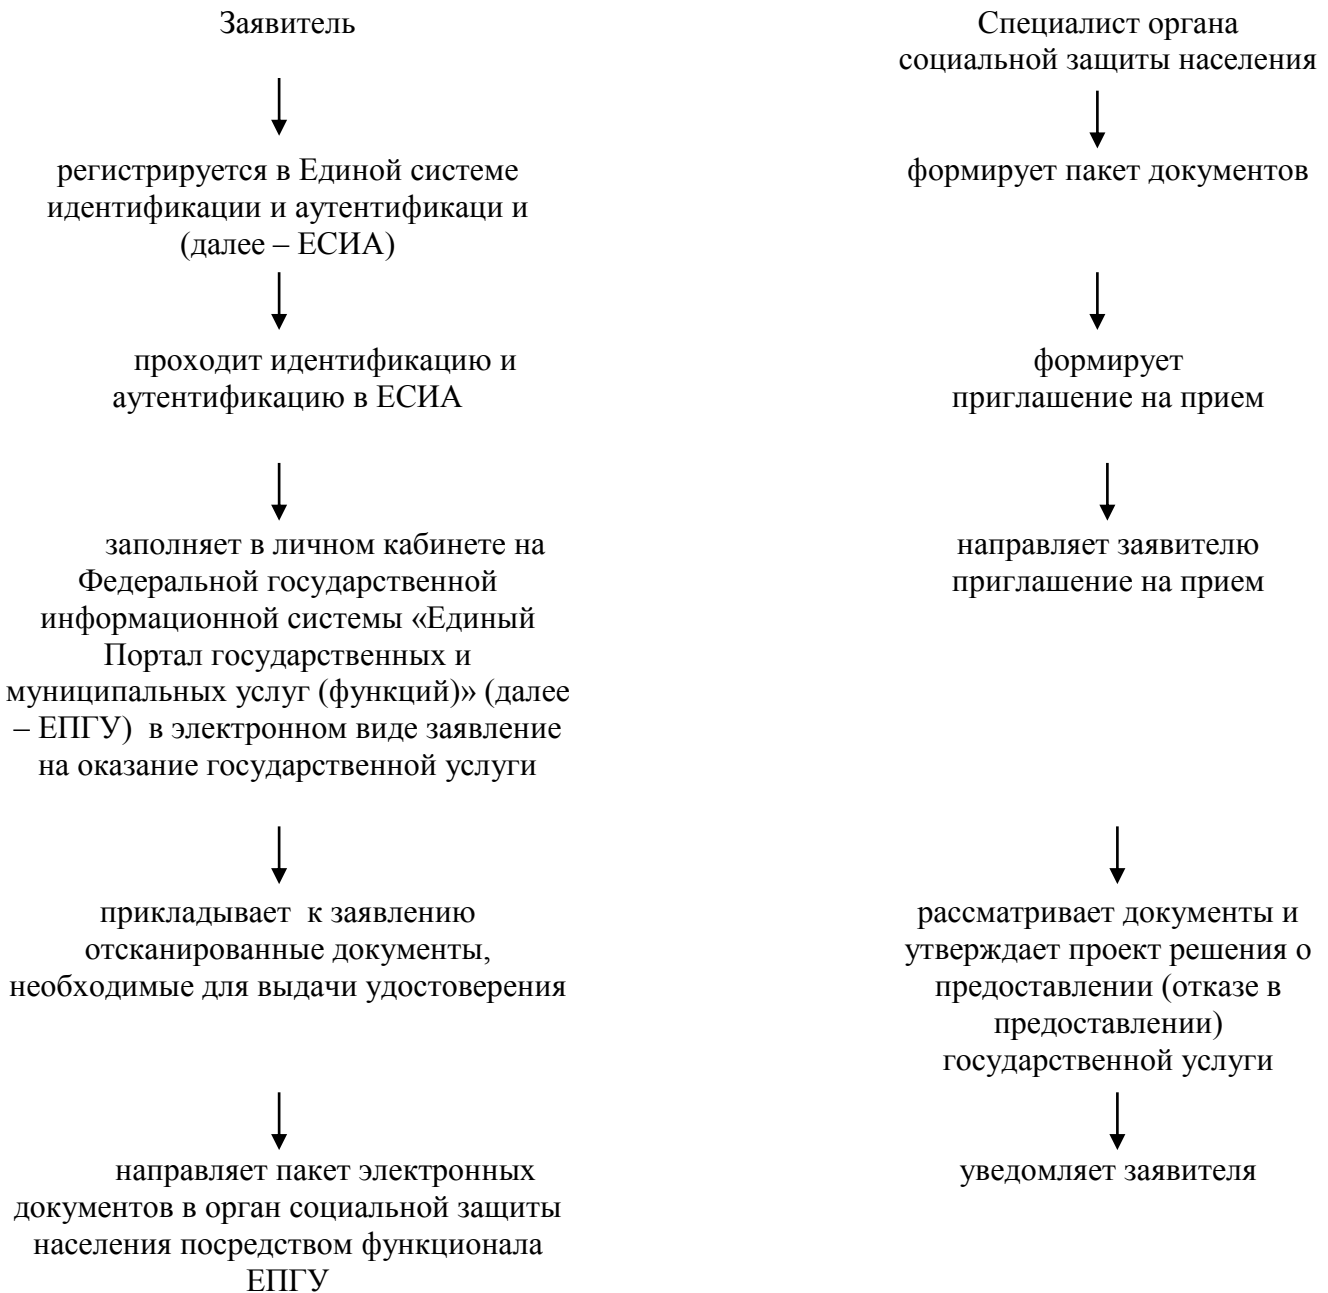 Заявитель
регистрируется в Единой системе
идентификации и аутентификаци и
(далее – ЕСИА)
проходит идентификацию и
аутентификацию в ЕСИА
заполняет в личном кабинете на
Федеральной государственной
информационной системы «Единый
Портал государственных и
муниципальных услуг (функций)» (далее
– ЕПГУ) в электронном виде заявление
на оказание государственной услуги
прикладывает к заявлению
отсканированные документы,
необходимые для выдачи удостоверения
направляет пакет электронных
документов в орган социальной защиты
населения посредством функционала
ЕПГУ
Специалист органа
социальной защиты населения
формирует пакет документов
формирует
приглашение на прием
направляет заявителю
приглашение на прием
рассматривает документы и
утверждает проект решения о
предоставлении (отказе в
предоставлении)
государственной услуги
уведомляет заявителя